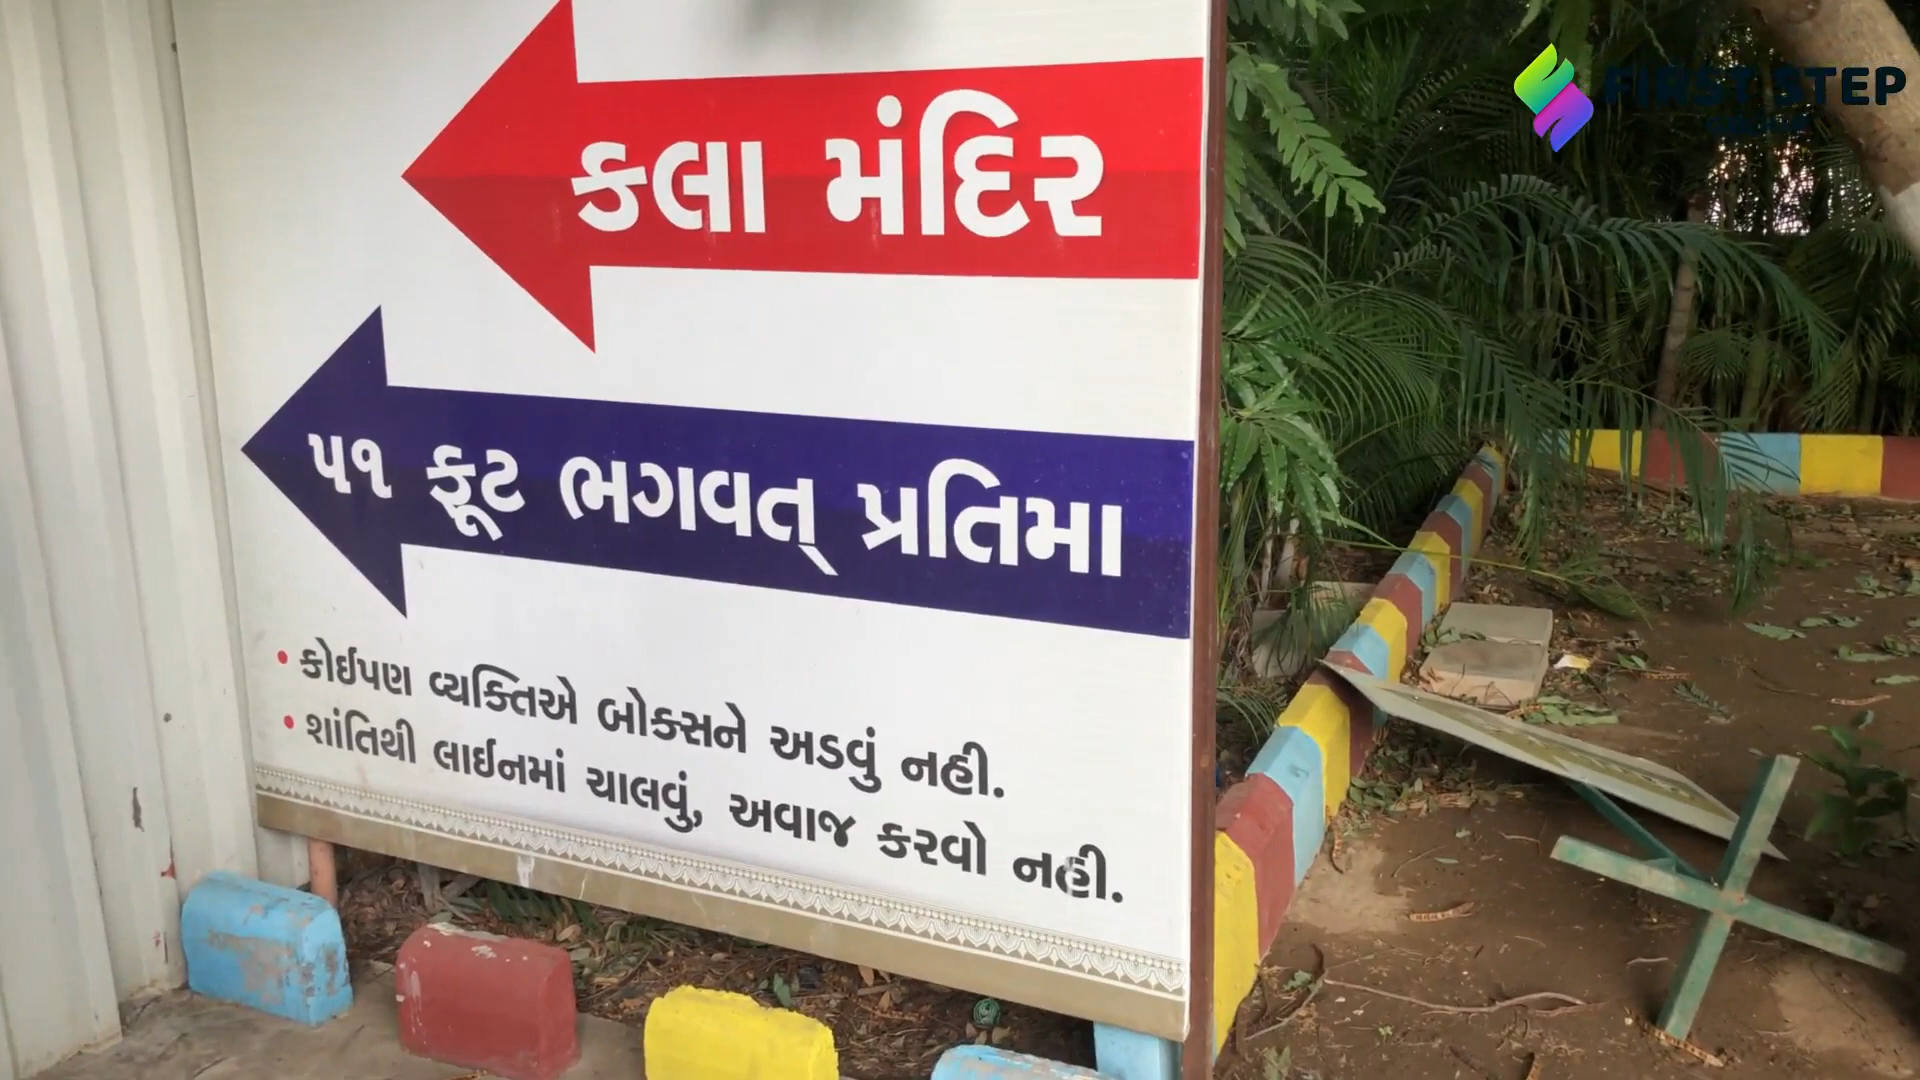 FIRST STEP
કલા મંદિર
૫૧ ફૂટ ભગવત્ પ્રતિમા
• કોઈપણ વ્યક્તિએ બોક્સને અડવું નહી.
• શાંતિથી લાઈનમાં ચાલવું, અવાજ કરવો નહી.